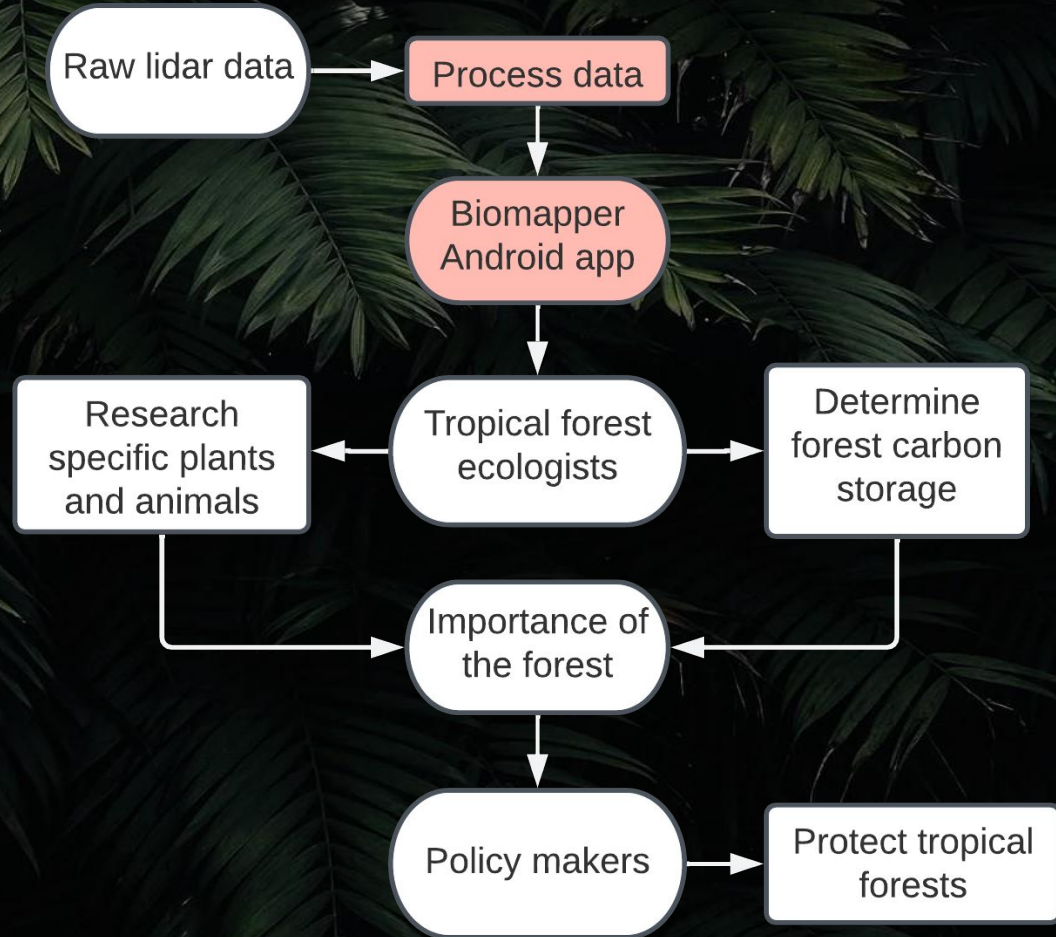 Raw lidar data
Process data
Biomapper
Android app
Tropical forest
ecologists
Research
specific plants
and animals
Determine
forest carbon
storage
Importance of
the forest
Policy makers
Protect tropical
forests